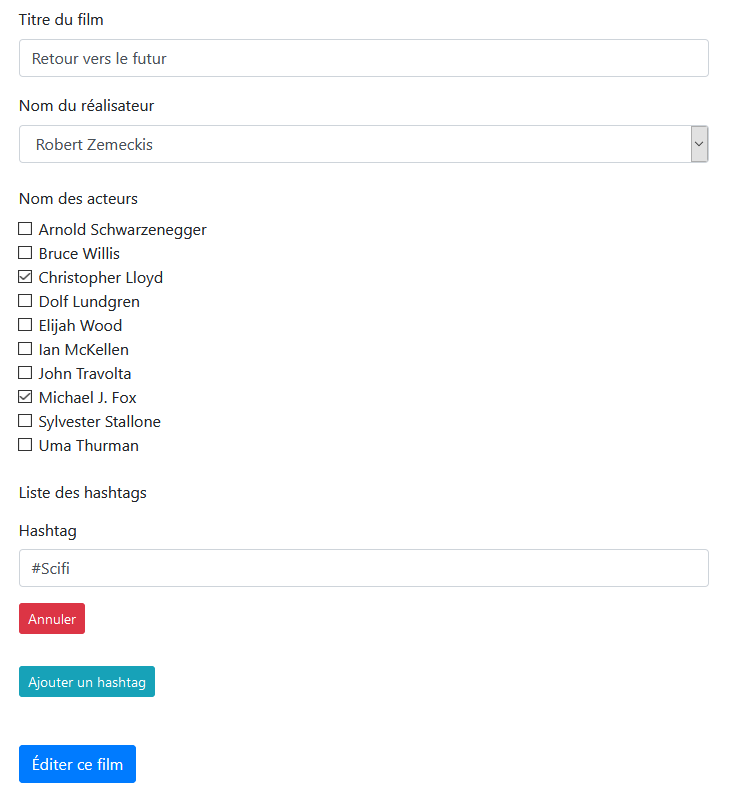 Titre du film
Retour vers le futur
Nom du réalisateur
Robert Zemeckis
Nom des acteurs
Arnold Schwarzenegger
Bruce Willis
Christopher Lloyd
Dolf Lundgren
Elijah Wood
Ian McKellen
John Travolta
Michael J. Fox
Sylvester Stallone
Uma Thurman
Liste des hashtags
Hashtag
#Scifi
Annuler
Ajouter un hashtag
Éditer ce film